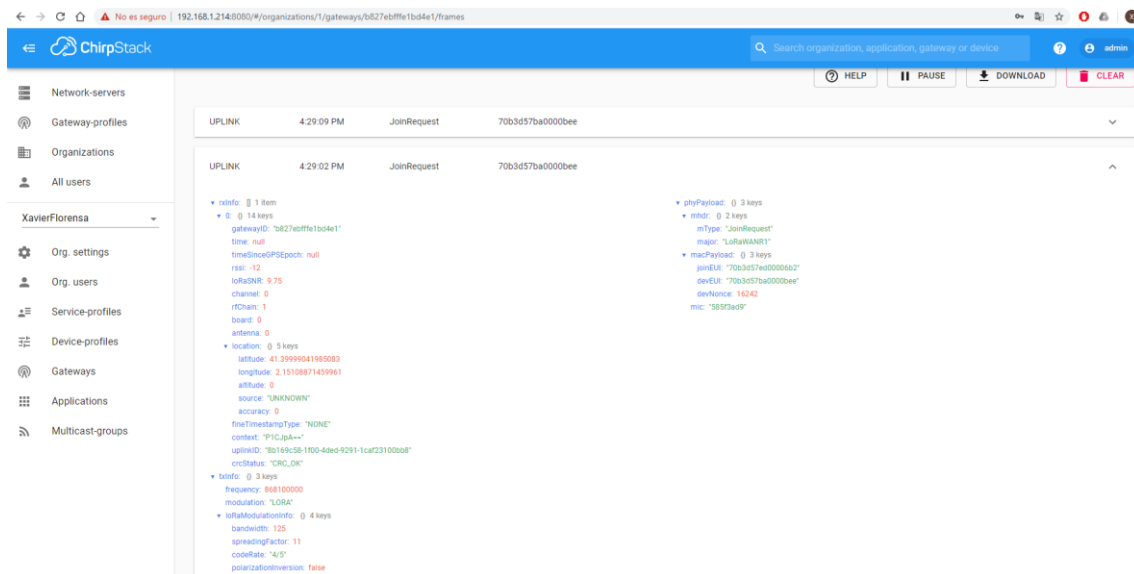 No es seguro | 192.168.1.214:8080/#/organizations/1/gateways/b827ebfffe1bd4e1/frames
ChirpStack
Search organization, application, gateway or device
? admin
HELP PAUSE DOWNLOAD CLEAR
Network-servers
Gateway-profiles
Organizations
All users
XavierFlorensa
Org. settings
Org. users
Service-profiles
Device-profiles
Gateways
Applications
Multicast-groups
UPLINK 4:29:09 PM JoinRequest 70b3d57ba0000bee
UPLINK 4:29:02 PM JoinRequest 70b3d57ba0000bee
rxInfo: [] 1 item
0: {} 14 keys
gatewayID: "b827ebfffe1bd4e1"
time: null
timeSinceGPSEpoch: null
rssi: -12
loRaSNR: 9.75
channel: 0
rfChain: 1
board: 0
antenna: 0
location: {} 5 keys
latitude: 41.39999041985083
longitude: 2.15108871459961
altitude: 0
source: "UNKNOWN"
accuracy: 0
fineTimestampType: "NONE"
context: "P1CJpA=="
uplinkID: "8b169c58-1f00-4ded-9291-1caf23100bb8"
crcStatus: "CRC_OK"
txInfo: {} 3 keys
frequency: 868100000
modulation: "LORA"
loRaModulationInfo: {} 4 keys
bandwidth: 125
spreadingFactor: 11
codeRate: "4/5"
polarizationInversion: false
phyPayload: {} 3 keys
mhdr: {} 2 keys
mType: "JoinRequest"
major: "LoRaWANR1"
macPayload: {} 3 keys
joinEUI: "70b3d57ed00006b2"
devEUI: "70b3d57ba0000bee"
devNonce: 16242
mic: "585f3ad9"